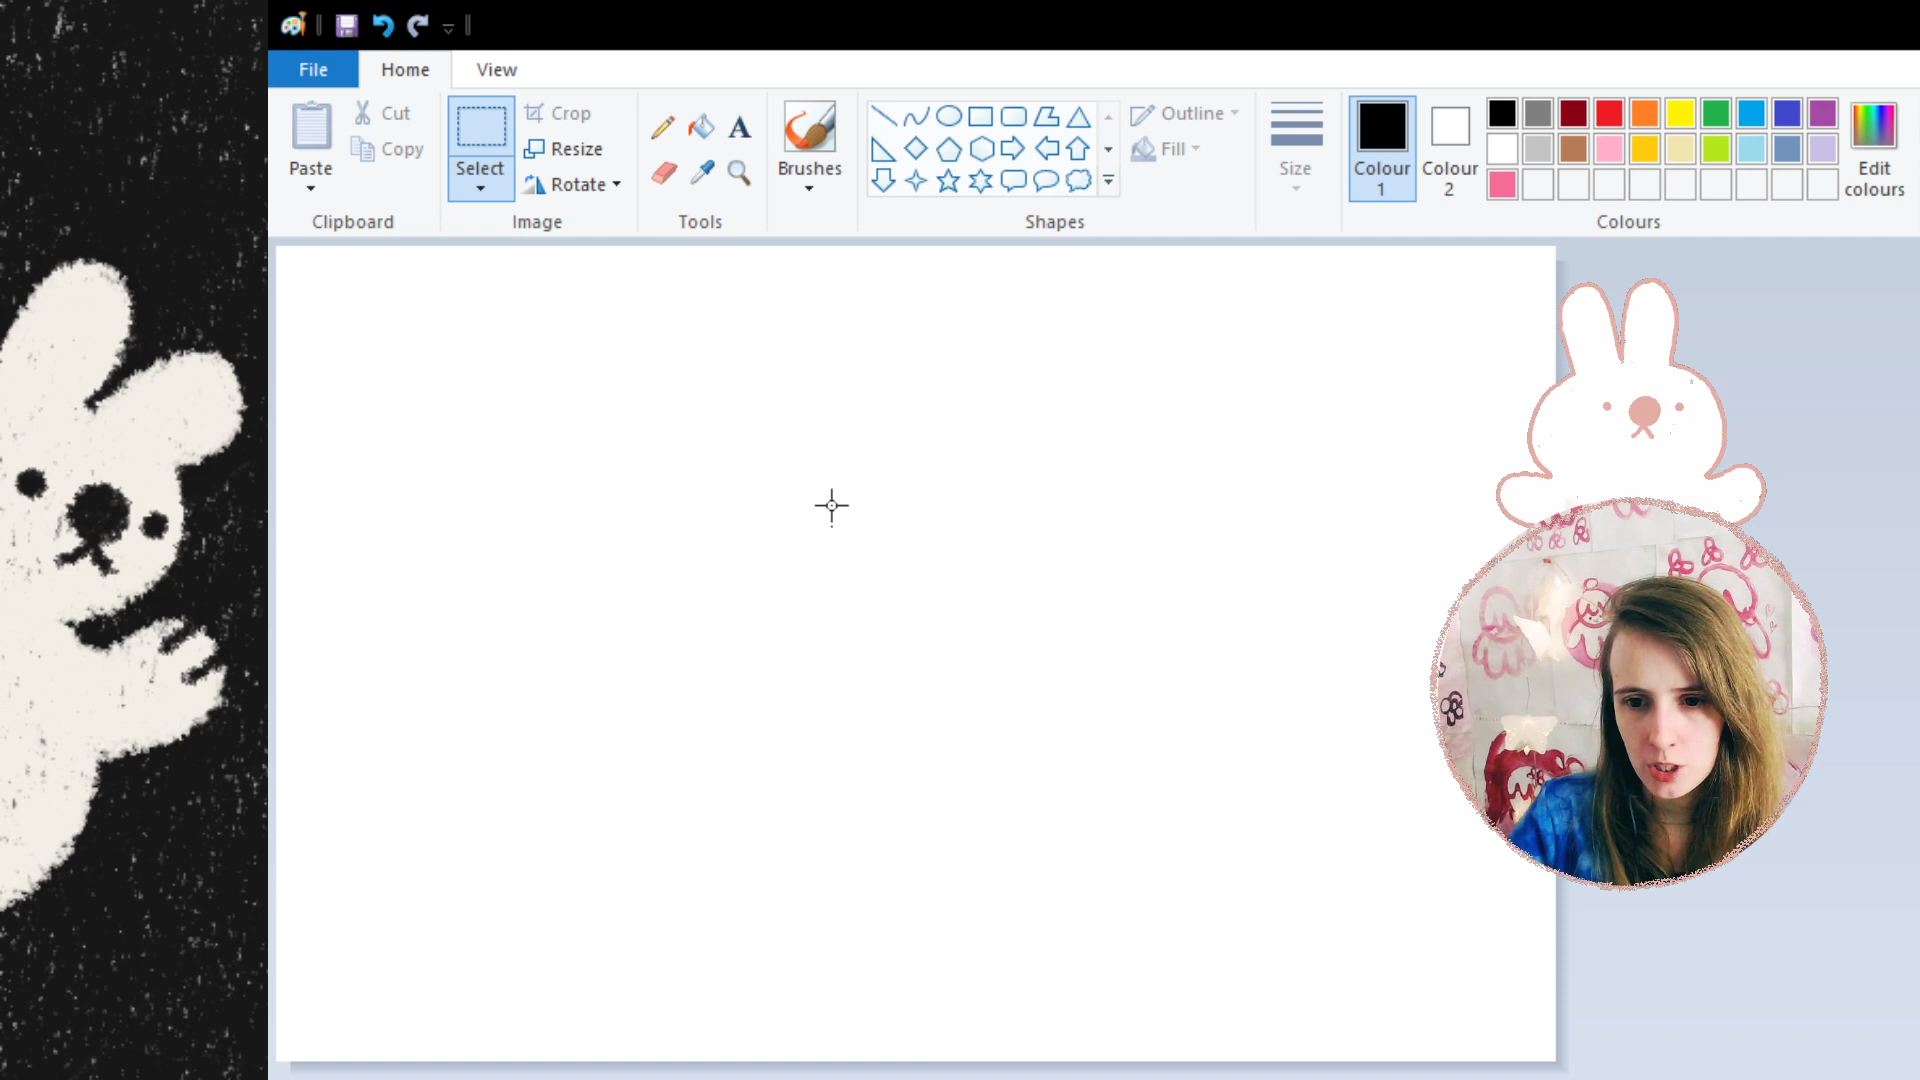 File Home View
Paste
Cut
Copy
Clipboard
Select
Crop
Resize
Rotate
Image
A
Tools
Brushes
Outline
Fill
Shapes
Size
Colour
1
Colour
2
Edit
colours
Colours